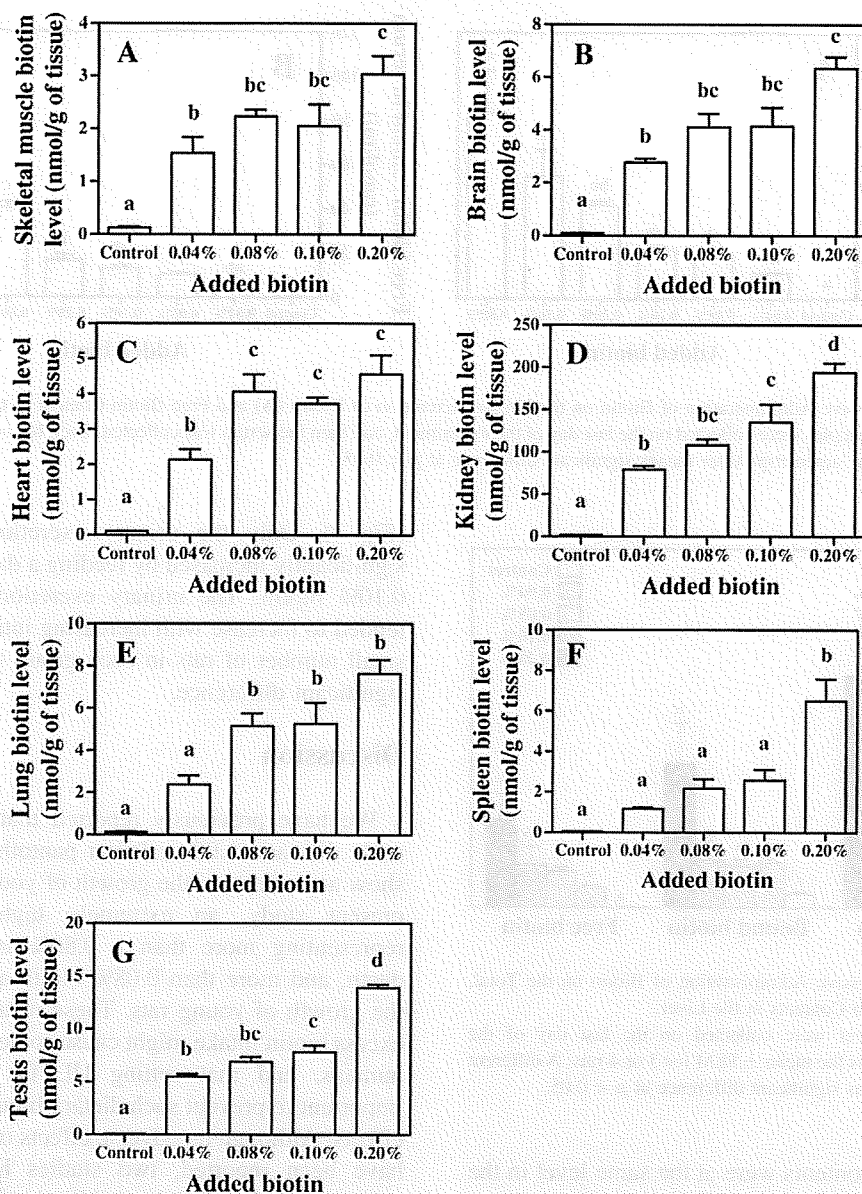 A
Skeletal muscle biotin
level (nmol/g of tissue)
4
3
2
1
0
a
b
bc
bc
c
Control 0.04% 0.08% 0.10% 0.20%
Added biotin
B
Brain biotin level
(nmol/g of tissue)
8
6
4
2
0
a
b
bc
bc
c
Control 0.04% 0.08% 0.10% 0.20%
Added biotin
C
Heart biotin level
(nmol/g of tissue)
6
5
4
3
2
1
0
a
b
c
c
c
Control 0.04% 0.08% 0.10% 0.20%
Added biotin
D
Kidney biotin level
(nmol/g of tissue)
250
200
150
100
50
0
a
b
bc
c
d
Control 0.04% 0.08% 0.10% 0.20%
Added biotin
E
Lung biotin level
(nmol/g of tissue)
10
8
6
4
2
0
a
a
b
b
b
Control 0.04% 0.08% 0.10% 0.20%
Added biotin
F
Spleen biotin level
(nmol/g of tissue)
10
8
6
4
2
0
a
a
a
a
b
Control 0.04% 0.08% 0.10% 0.20%
Added biotin
G
Testis biotin level
(nmol/g of tissue)
20
15
10
5
0
a
b
bc
c
d
Control 0.04% 0.08% 0.10% 0.20%
Added biotin